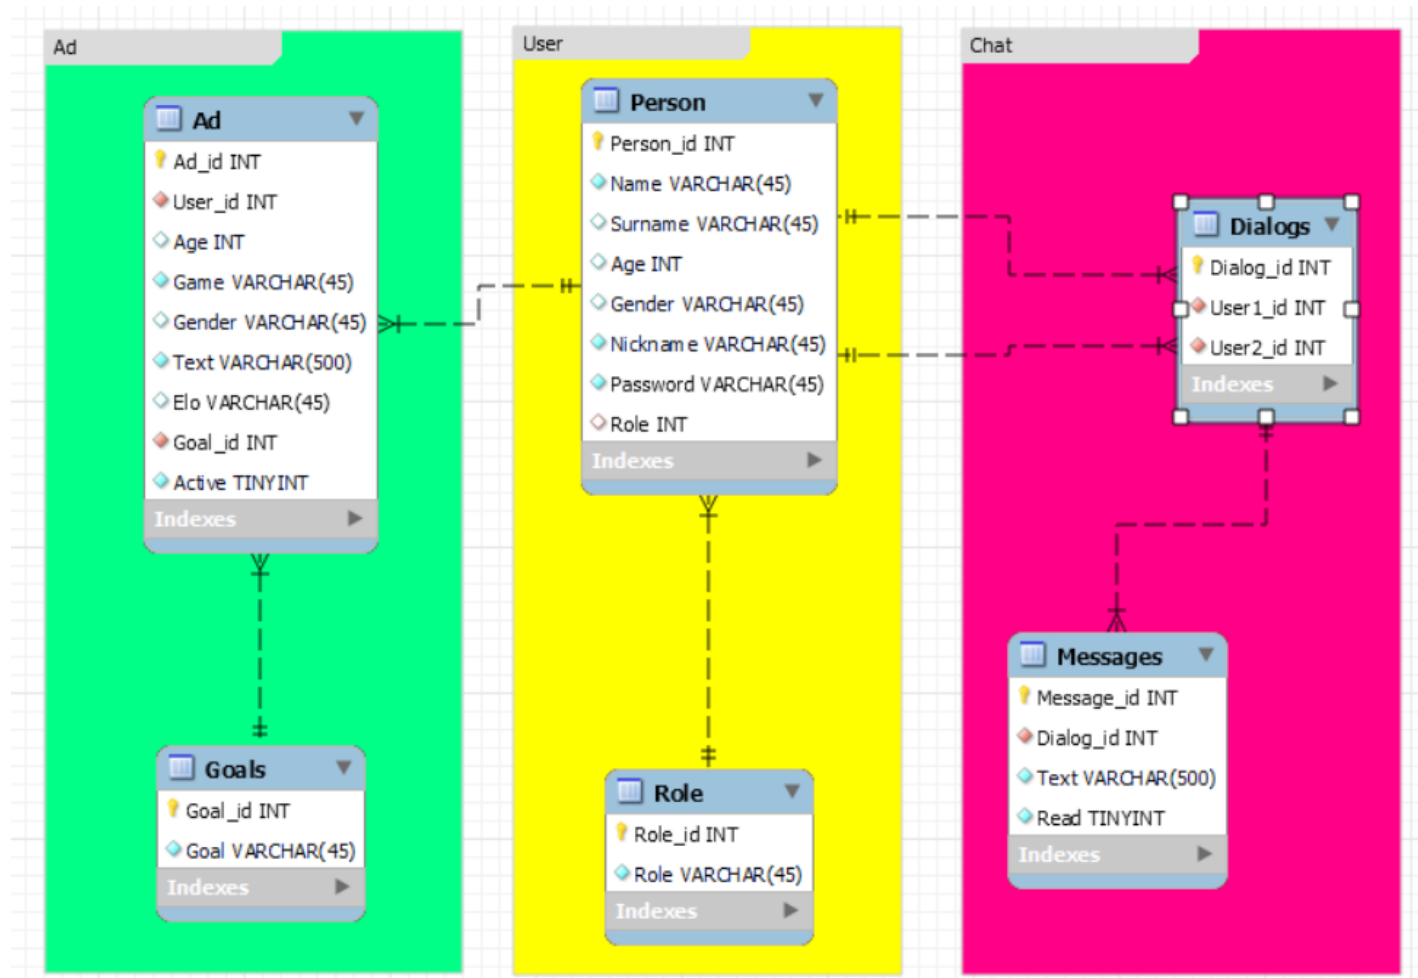 Ad
Ad
Ad_id INT
User_id INT
Age INT
Game VARCHAR(45)
Gender VARCHAR(45)
Text VARCHAR(500)
Elo VARCHAR(45)
Goal_id INT
Active TINYINT
Indexes
Goals
Goal_id INT
Goal VARCHAR(45)
Indexes
User
Person
Person_id INT
Name VARCHAR(45)
Surname VARCHAR(45)
Age INT
Gender VARCHAR(45)
Nickname VARCHAR(45)
Password VARCHAR(45)
Role INT
Indexes
Role
Role_id INT
Role VARCHAR(45)
Indexes
Chat
Dialogs
Dialog_id INT
User1_id INT
User2_id INT
Indexes
Messages
Message_id INT
Dialog_id INT
Text VARCHAR(500)
Read TINYINT
Indexes